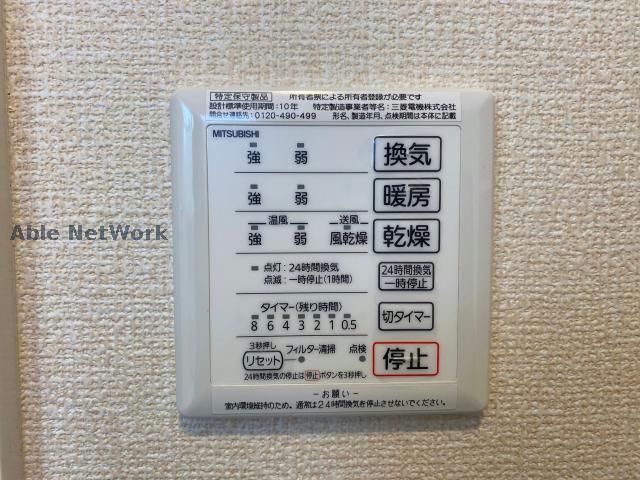 特定保守製品 所有者票による所有者登録が必要です
設計標準使用期間:10年 特定製造事業者等名:三菱電機株式会社
問合せ連絡先:0120-490-499 形名、製造年月、点検期間は本体に記載
MITSUBISHI
強 弱 換気
強 弱 暖房
温風 送風
強 弱 風乾燥 乾燥
点灯:24時間換気
点滅:一時停止(1時間)
24時間換気
一時停止
タイマー(残り時間)
8 6 4 3 2 1 0.5
切タイマー
3秒押し
リセット フィルター清掃 点検
停止
24時間換気の停止は停止ボタンを3秒押し
- お願い -
室内環境維持のため、通常は24時間換気を停止させないでください。
Able NetWork